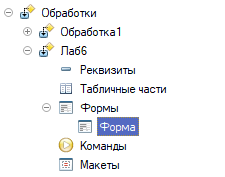 Обработки
Обработка1
Лаб6
Реквизиты
Табличные части
Формы
Форма
Команды
Макеты